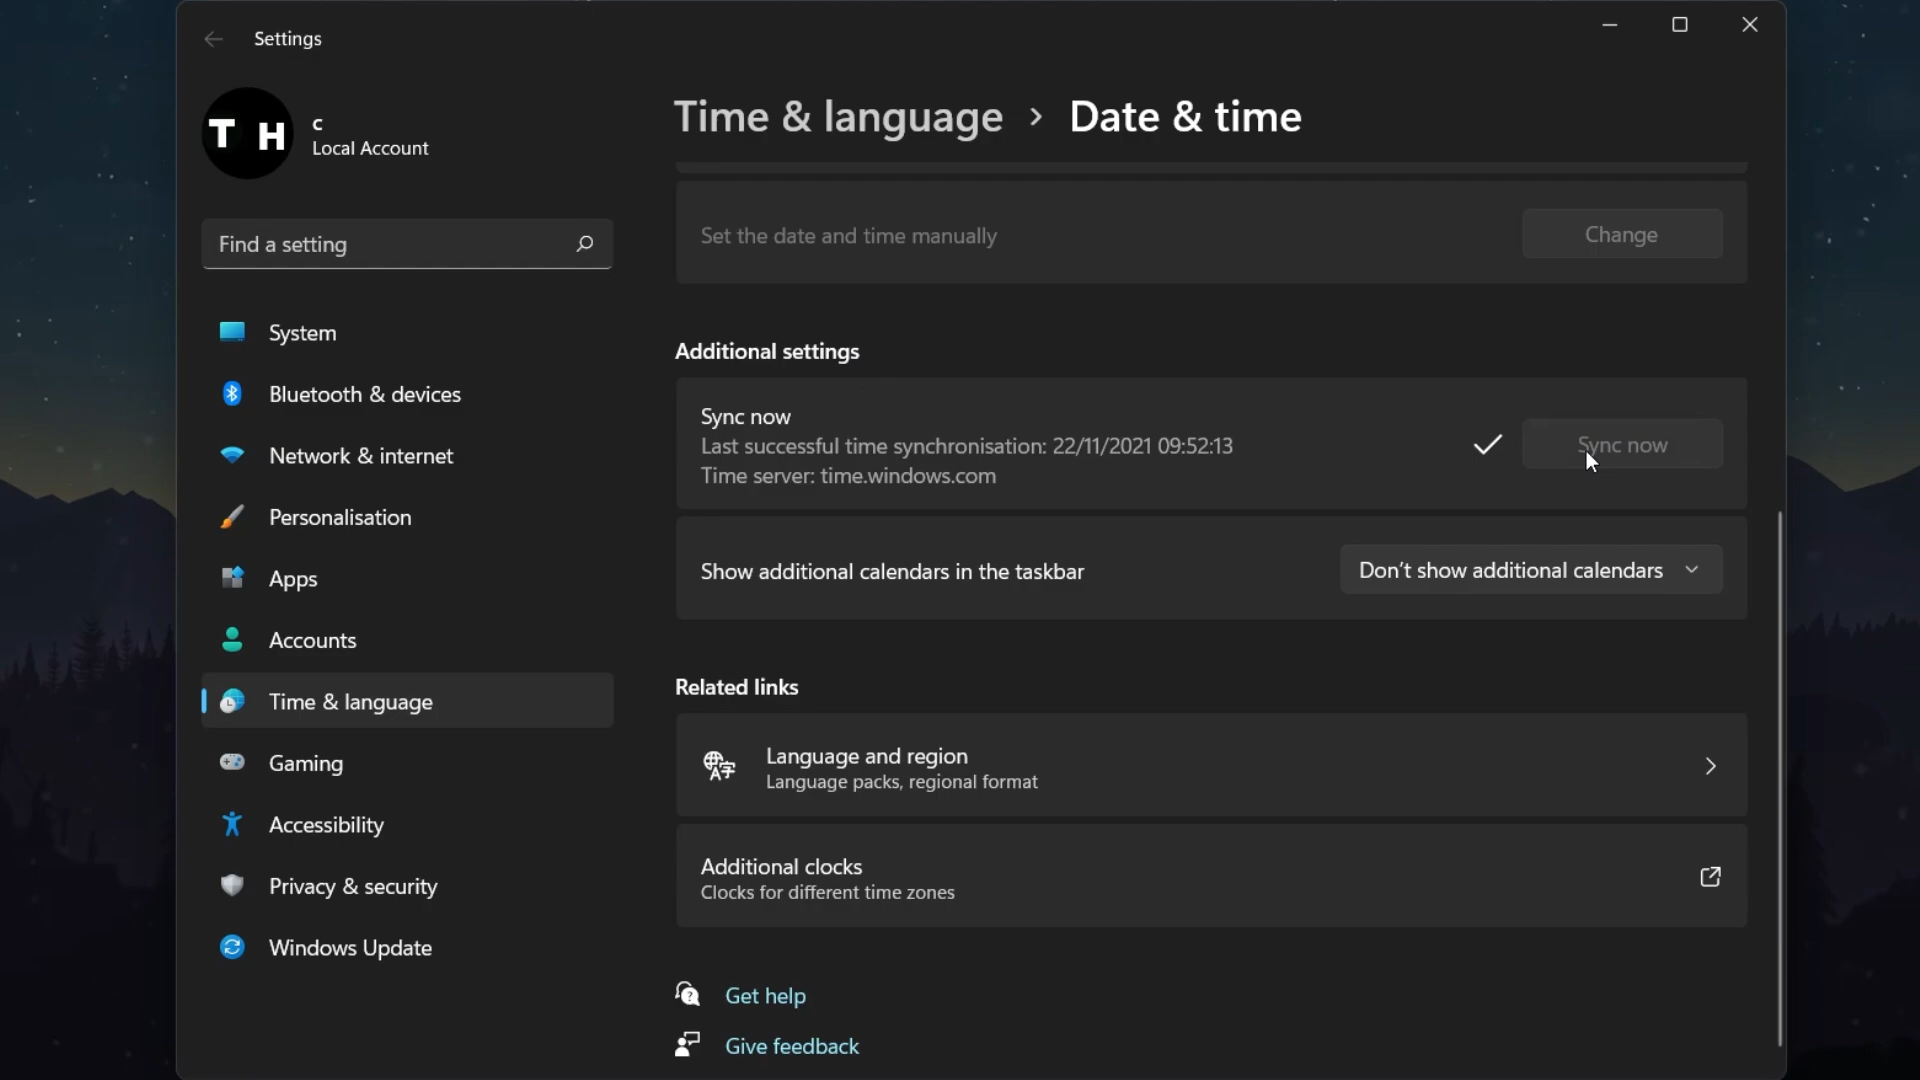 Settings
T H
c
Local Account
Find a setting
System
Bluetooth & devices
Network & internet
Personalisation
Apps
Accounts
Time & language
Gaming
Accessibility
Privacy & security
Windows Update
Time & language > Date & time
Set the date and time manually
Change
Additional settings
Sync now
Last successful time synchronisation: 22/11/2021 09:52:13
Time server: time.windows.com
Sync now
Show additional calendars in the taskbar
Don't show additional calendars
Related links
Language and region
Language packs, regional format
Additional clocks
Clocks for different time zones
Get help
Give feedback